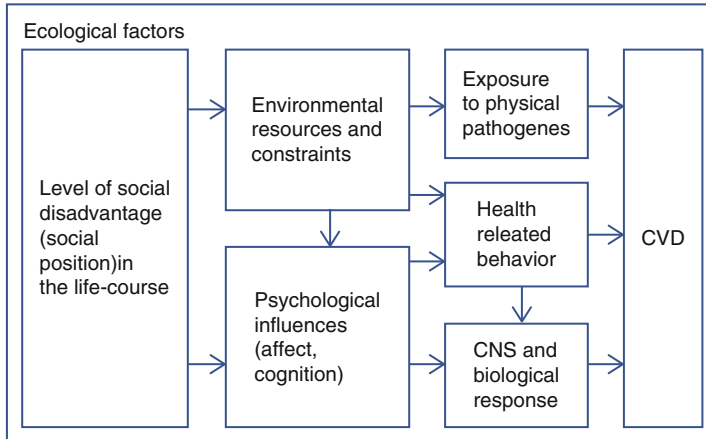 Ecological factors
Level of social
disadvantage
(social
position)in
the life-course
Environmental
resources and
constraints
Psychological
influences
(affect,
cognition)
Exposure
to physical
pathogenes
Health
releated
behavior
CNS and
biological
response
CVD